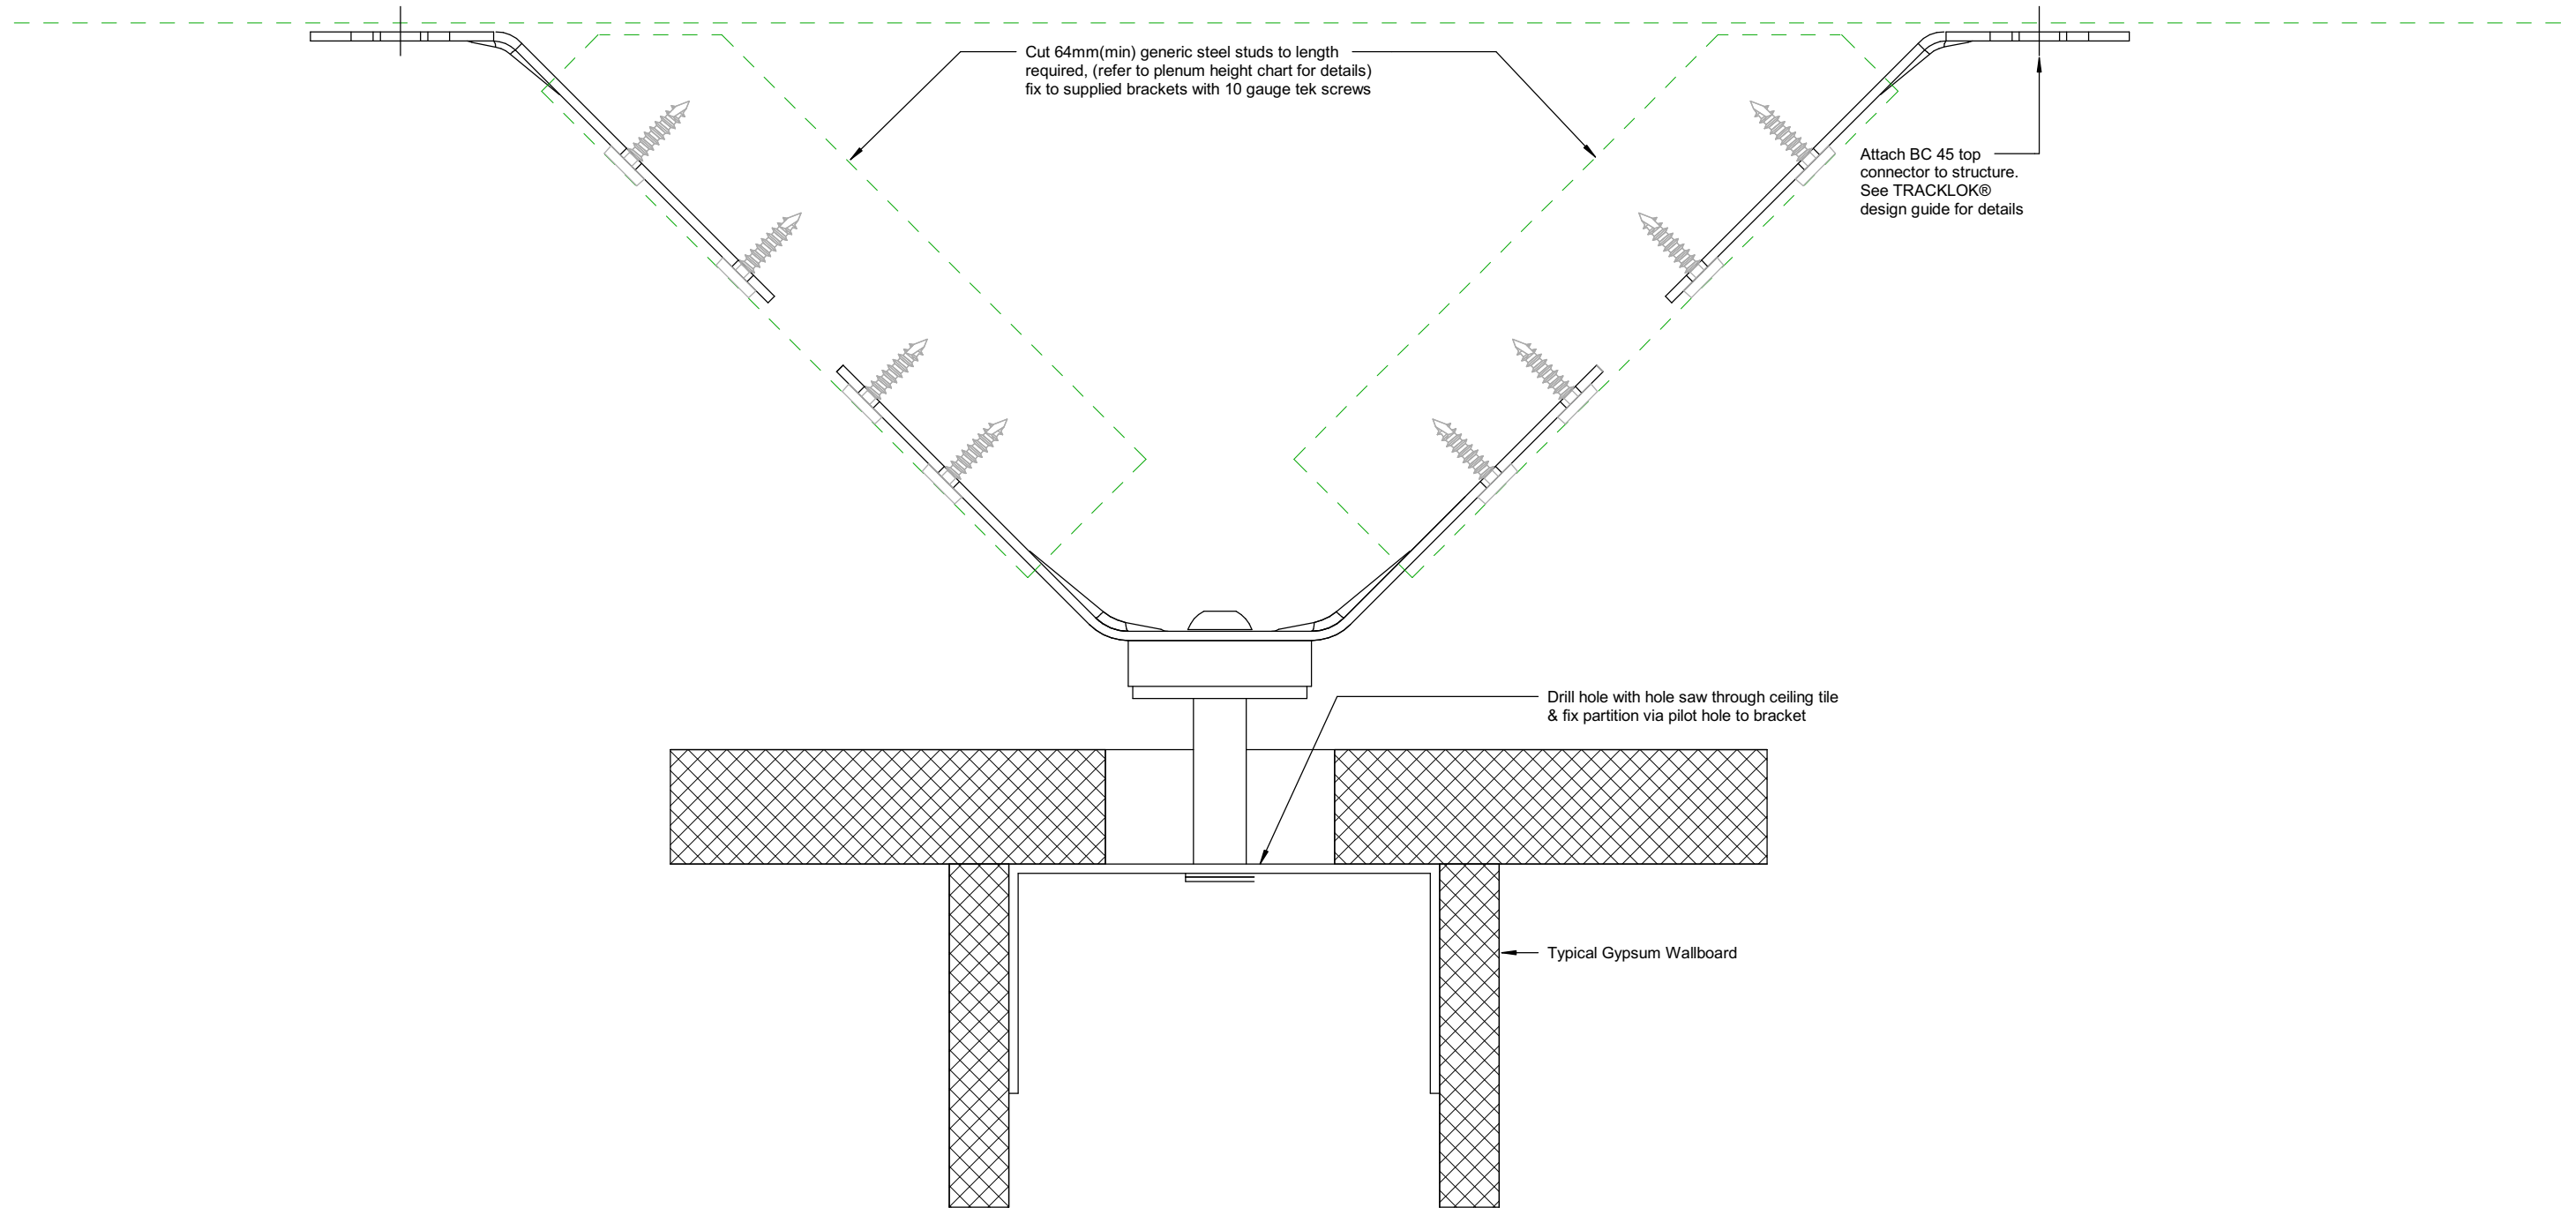 Cut 64mm(min) generic steel studs to length
required, (refer to plenum height chart for details)
fix to supplied brackets with 10 gauge tek screws
Attach BC 45 top
connector to structure.
See TRACKLOK®
design guide for details
Drill hole with hole saw through ceiling tile
& fix partition via pilot hole to bracket
Typical Gypsum Wallboard